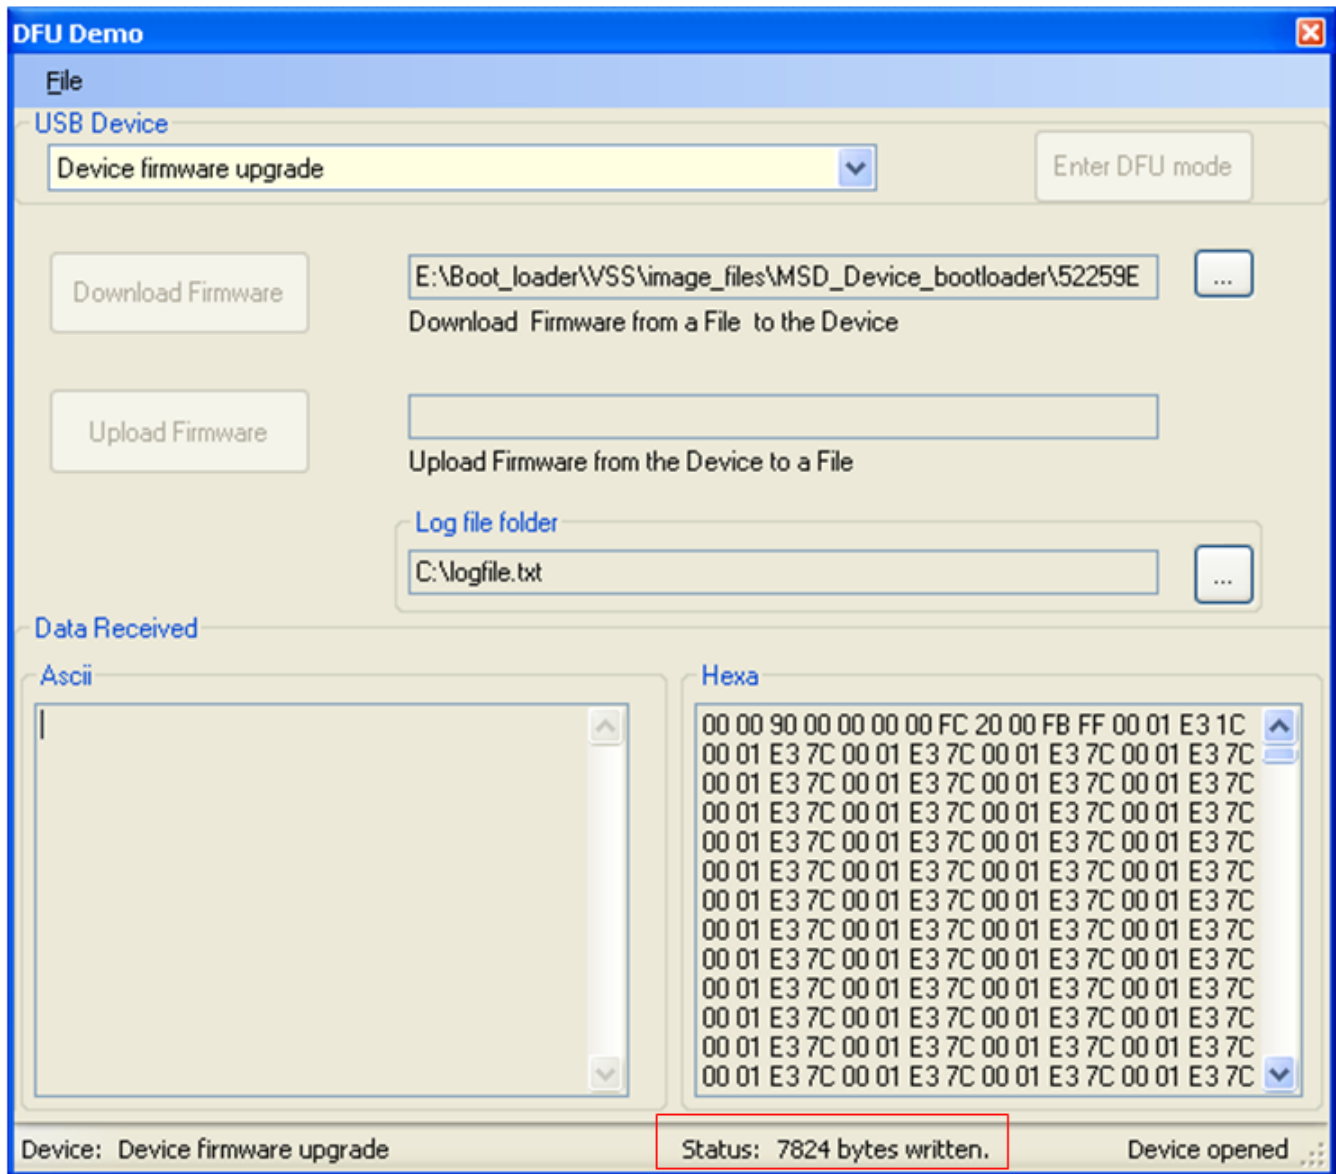 DFU Demo
File
USB Device
Device firmware upgrade
Enter DFU mode
Download Firmware
E:\Boot_loader\VSS\image_files\MSD_Device_bootloader\52259E
...
Download  Firmware from a File  to the Device
Upload Firmware
Upload Firmware from the Device to a File
Log file folder
C:\logfile.txt
...
Data Received
Ascii
Hexa
00 00 90 00 00 00 00 FC 20 00 FB FF 00 01 E3 1C
00 01 E3 7C 00 01 E3 7C 00 01 E3 7C 00 01 E3 7C
00 01 E3 7C 00 01 E3 7C 00 01 E3 7C 00 01 E3 7C
00 01 E3 7C 00 01 E3 7C 00 01 E3 7C 00 01 E3 7C
00 01 E3 7C 00 01 E3 7C 00 01 E3 7C 00 01 E3 7C
00 01 E3 7C 00 01 E3 7C 00 01 E3 7C 00 01 E3 7C
00 01 E3 7C 00 01 E3 7C 00 01 E3 7C 00 01 E3 7C
00 01 E3 7C 00 01 E3 7C 00 01 E3 7C 00 01 E3 7C
00 01 E3 7C 00 01 E3 7C 00 01 E3 7C 00 01 E3 7C
00 01 E3 7C 00 01 E3 7C 00 01 E3 7C 00 01 E3 7C
00 01 E3 7C 00 01 E3 7C 00 01 E3 7C 00 01 E3 7C
00 01 E3 7C 00 01 E3 7C 00 01 E3 7C 00 01 E3 7C
00 01 E3 7C 00 01 E3 7C 00 01 E3 7C 00 01 E3 7C
Device:  Device firmware upgrade
Status:  7824 bytes written.
Device opened